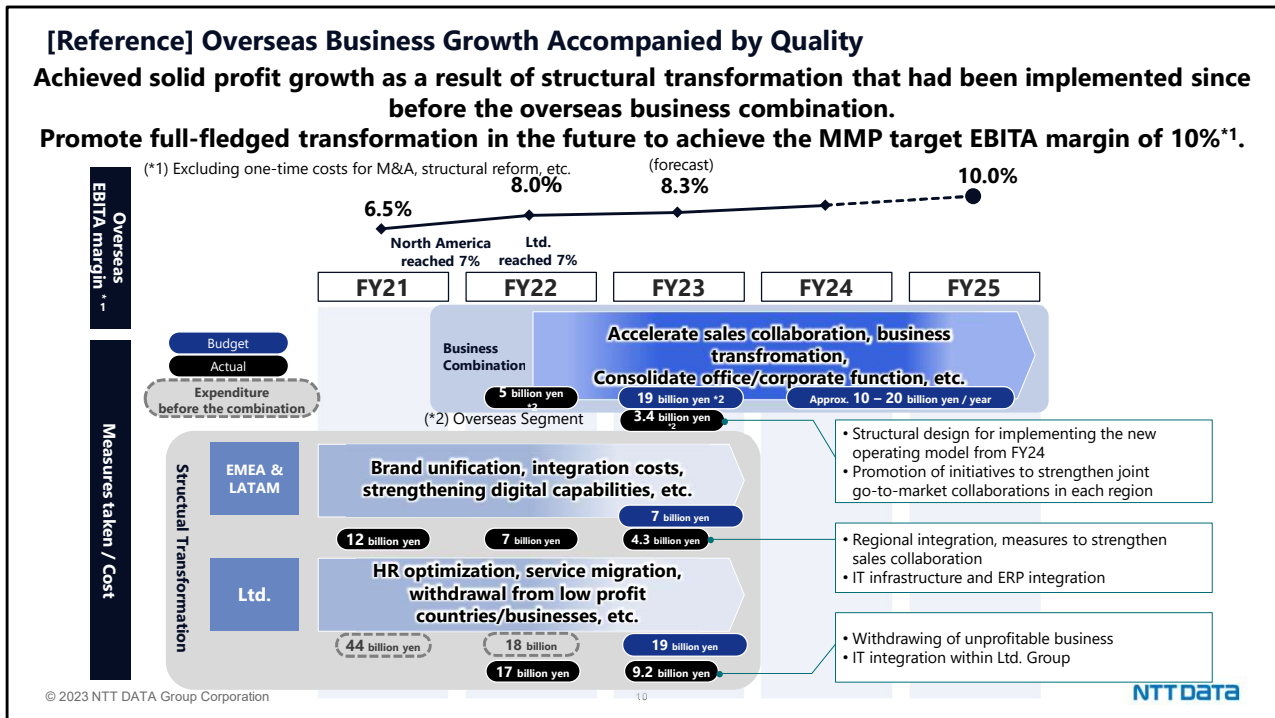 [Reference] Overseas Business Growth Accompanied by Quality
Achieved solid profit growth as a result of structural transformation that had been implemented since
before the overseas business combination.
Promote full-fledged transformation in the future to achieve the MMP target EBITA margin of 10%*1.
(*1) Excluding one-time costs for M&A, structural reform, etc.
Overseas
EBITA margin *1
6.5%
8.0%
(forecast)
8.3%
10.0%
North America
reached 7%
Ltd.
reached 7%
FY21
FY22
FY23
FY24
FY25
Measures taken / Cost
Budget
Actual
Expenditure
before the combination
Business
Combination
Accelerate sales collaboration, business
transfromation,
Consolidate office/corporate function, etc.
5 billion yen
*2
19 billion yen *2
Approx. 10 – 20 billion yen / year
(*2) Overseas Segment
3.4 billion yen
*2
• Structural design for implementing the new
operating model from FY24
• Promotion of initiatives to strengthen joint
go-to-market collaborations in each region
Structual Transformation
EMEA &
LATAM
Brand unification, integration costs,
strengthening digital capabilities, etc.
7 billion yen
12 billion yen
7 billion yen
4.3 billion yen
• Regional integration, measures to strengthen
sales collaboration
• IT infrastructure and ERP integration
Ltd.
HR optimization, service migration,
withdrawal from low profit
countries/businesses, etc.
44 billion yen
18 billion
19 billion yen
17 billion yen
9.2 billion yen
• Withdrawing of unprofitable business
• IT integration within Ltd. Group
© 2023 NTT DATA Group Corporation
10
NTT DATA